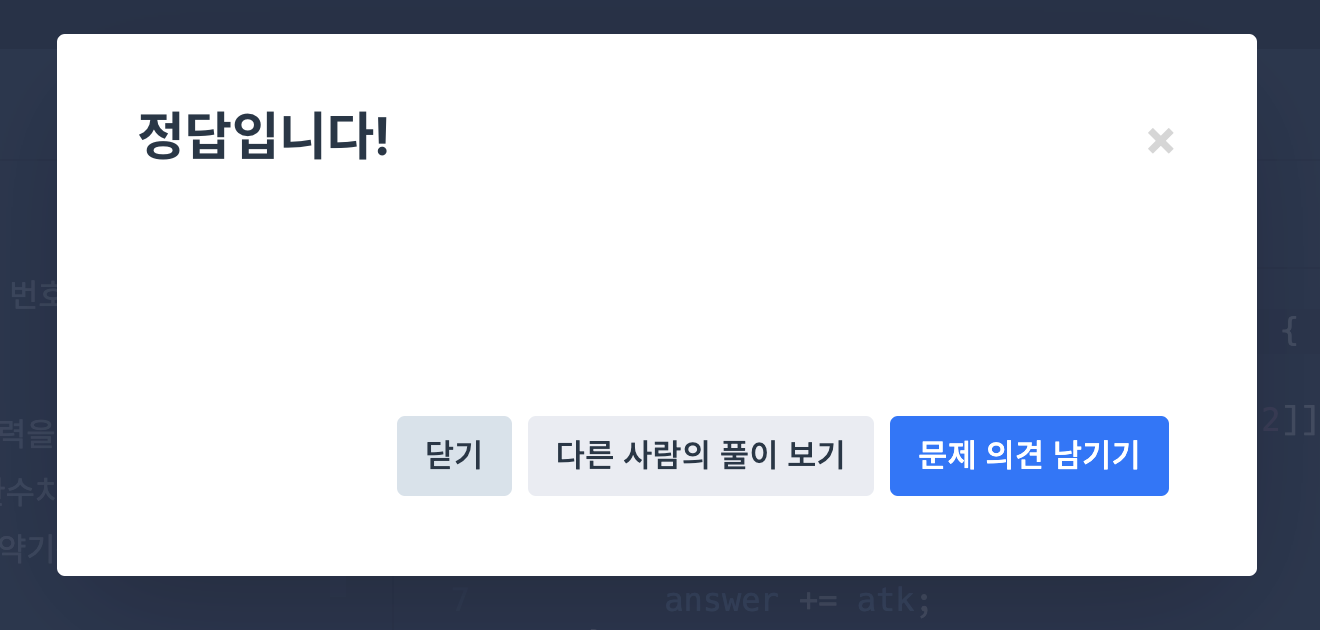 정답입니다!
×
번호
{
력을
2]]
수치
약기
닫기 다른 사람의 풀이 보기 문제 의견 남기기
7 answer += atk;